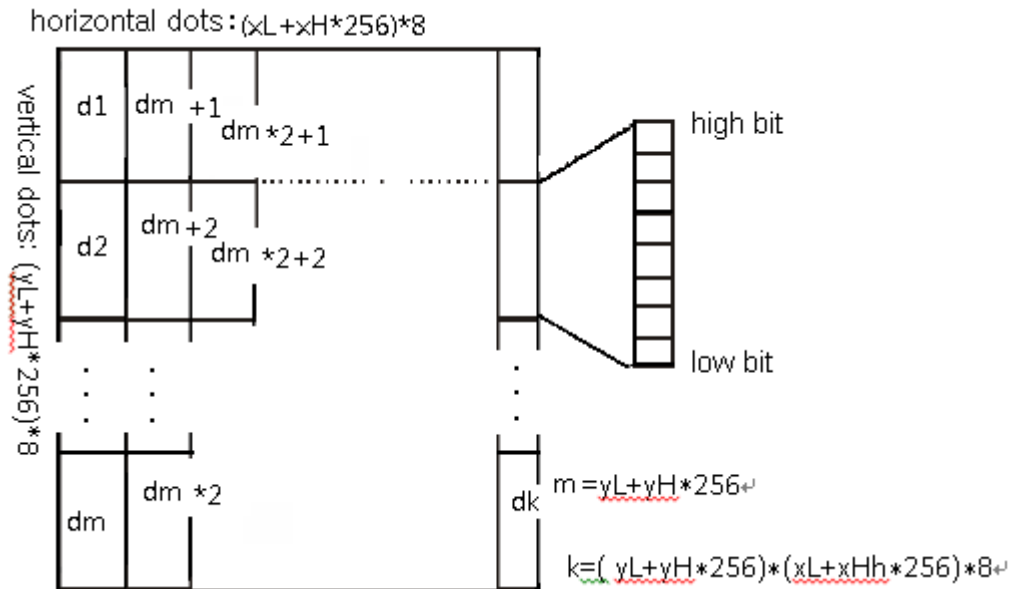 horizontal dots:(xL+xH*256)*8
vertical dots: (yL+yH*256)*8
d1
dm +1
dm *2+1
high bit
d2
dm +2
dm *2+2
low bit
dm
dm *2
dk
m =yL+yH*256↵
k=( yL+yH*256)*(xL+xHh*256)*8↵